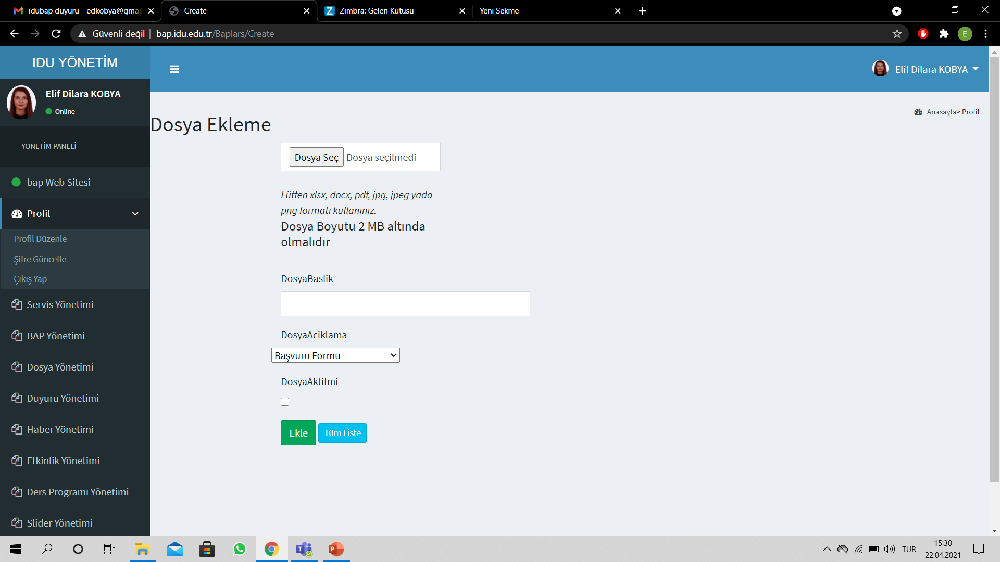 idubap duyuru - edkobya@gmai
Create
Zimbra: Gelen Kutusu
Yeni Sekme
Güvenli değil
bap.idu.edu.tr/Baplars/Create
E
IDU YÖNETİM
Elif Dilara KOBYA
Elif Dilara KOBYA
Online
Anasayfa> Profil
Dosya Ekleme
YÖNETİM PANELİ
Dosya Seç Dosya seçilmedi
bap Web Sitesi
Lütfen xlsx, docx, pdf, jpg, jpeg yada
png formatı kullanınız.
Dosya Boyutu 2 MB altında
olmalıdır
Profil
Profil Düzenle
Şifre Güncelle
Çıkış Yap
DosyaBaslik
Servis Yönetimi
BAP Yönetimi
DosyaAciklama
Başvuru Formu
Dosya Yönetimi
DosyaAktifmi
Duyuru Yönetimi
Haber Yönetimi
Ekle Tüm Liste
Etkinlik Yönetimi
Ders Programı Yönetimi
Slider Yönetimi
TUR
15:30
22.04.2021